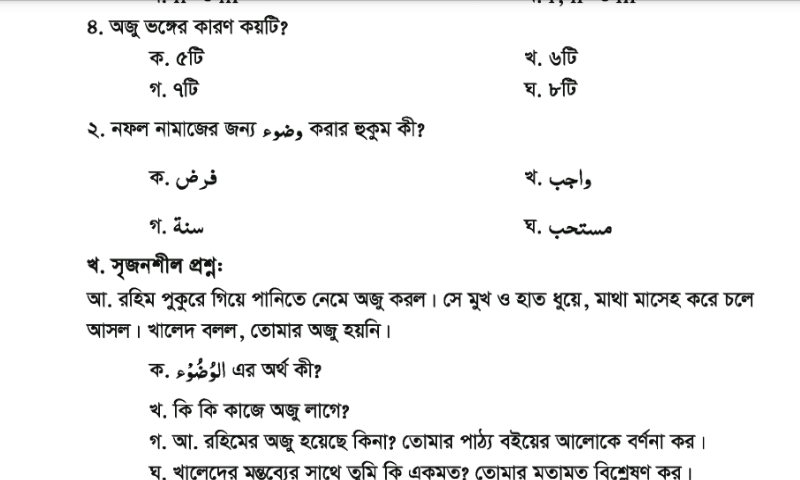 ৪. অজু ভঙ্গের কারণ কয়টি?
ক. ৫টি খ. ৬টি
গ. ৭টি ঘ. ৮টি
২. নফল নামাজের জন্য وضوء করার হুকুম কী?
ক. فرض খ. واجب
গ. سنة ঘ. مستحب
খ. সৃজনশীল প্রশ্ন:
আ. রহিম পুকুরে গিয়ে পানিতে নেমে অজু করল। সে মুখ ও হাত ধুয়ে, মাথা মাসেহ করে চলে
আসল। খালেদ বলল, তোমার অজু হয়নি।
ক. الوُضُوْء এর অর্থ কী?
খ. কি কি কাজে অজু লাগে?
গ. আ. রহিমের অজু হয়েছে কিনা? তোমার পাঠ্য বইয়ের আলোকে বর্ণনা কর।
ঘ. খালেদের মন্তব্যের সাথে তুমি কি একমত? তোমার মতামত বিশ্লেষণ কর।